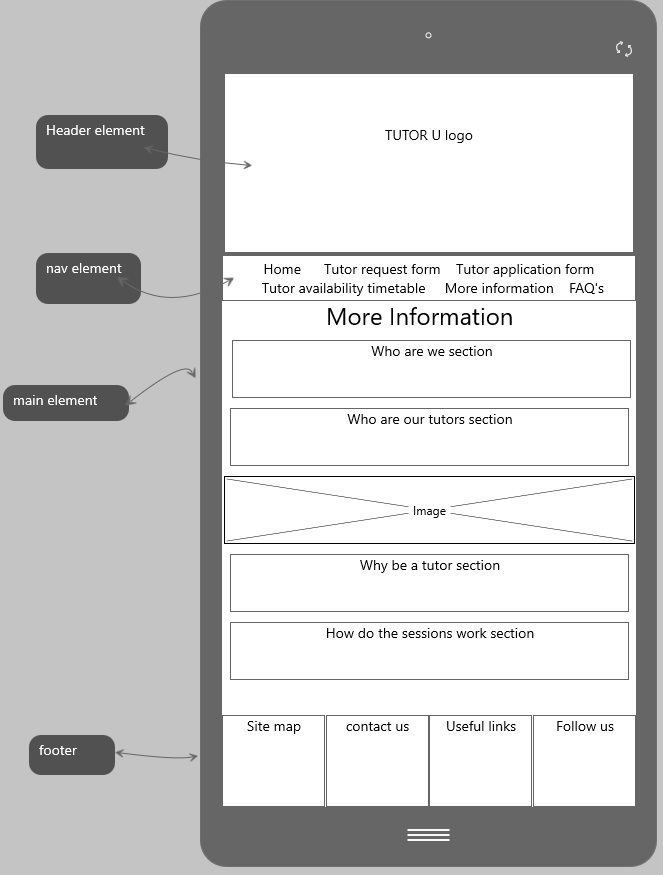 Header element
TUTOR U logo
nav element
Home Tutor request form Tutor application form
Tutor availability timetable More information FAQ's
More Information
Who are we section
main element
Who are our tutors section
Image
Why be a tutor section
How do the sessions work section
footer
Site map contact us Useful links Follow us